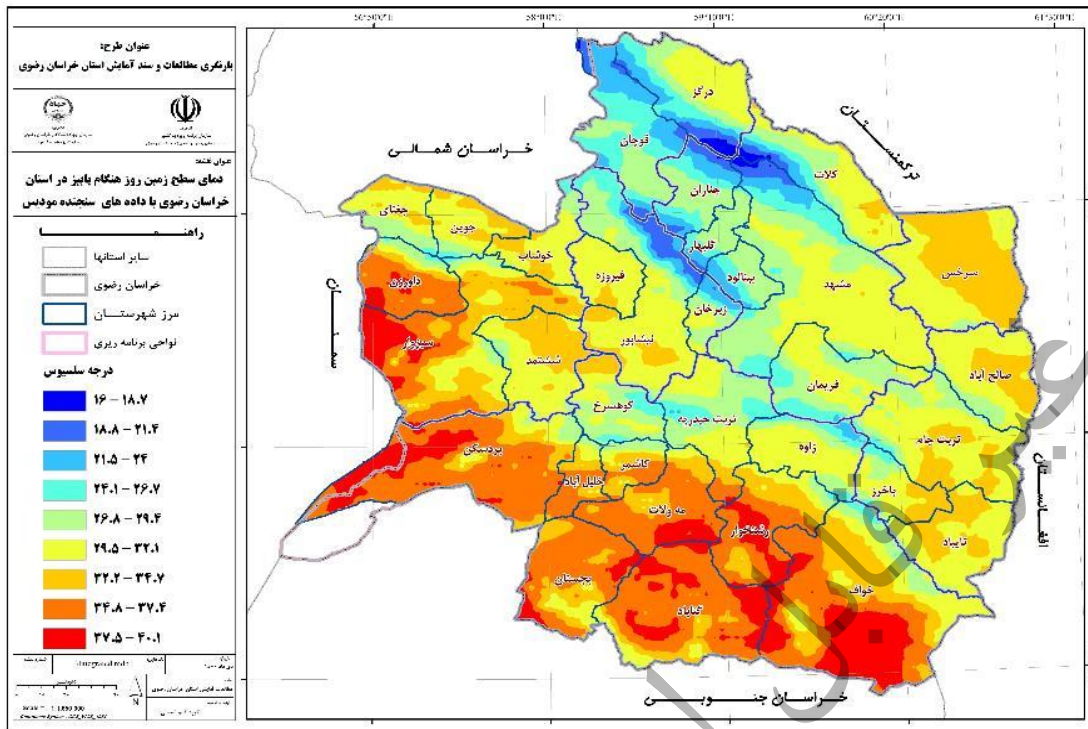 عنوان طرح:
بازنگری مطالعات و سند آمایش استان خراسان رضوی
عنوان نقشه:
دمای سطح زمین روز هنگام پاییز در استان
خراسان رضوی با داده های سنجنده مودیس
راهنما
سایر استانها
خراسان رضوی
مرز شهرستان
نواحی برنامه ریزی
درجه سلسیوس
۱۶ – ۱۸.۷
۱۸.۸ – ۲۱.۴
۲۱.۵ – ۲۴
۲۴.۱ – ۲۶.۷
۲۶.۸ – ۲۹.۴
۲۹.۵ – ۳۲.۱
۳۲.۲ – ۳۴.۷
۳۴.۸ – ۳۷.۴
۳۷.۵ – ۴۰.۱
N
خراسان شمالی
ترکمنستان
افغانستان
سمنان
خراسان جنوبی
درگز
قوچان
کلات
چناران
گلبهار
جغتای
جوین
خوشاب
فیروزه
بینالود
مشهد
سرخس
داورزن
زبرخان
سبزوار
ششتمد
نیشابور
فریمان
صالح آباد
کوهسرخ
تربت حیدریه
زاوه
تربت جام
بردسکن
خلیل آباد
کاشمر
باخرز
مه ولات
رشتخوار
تایباد
بجستان
گناباد
خواف